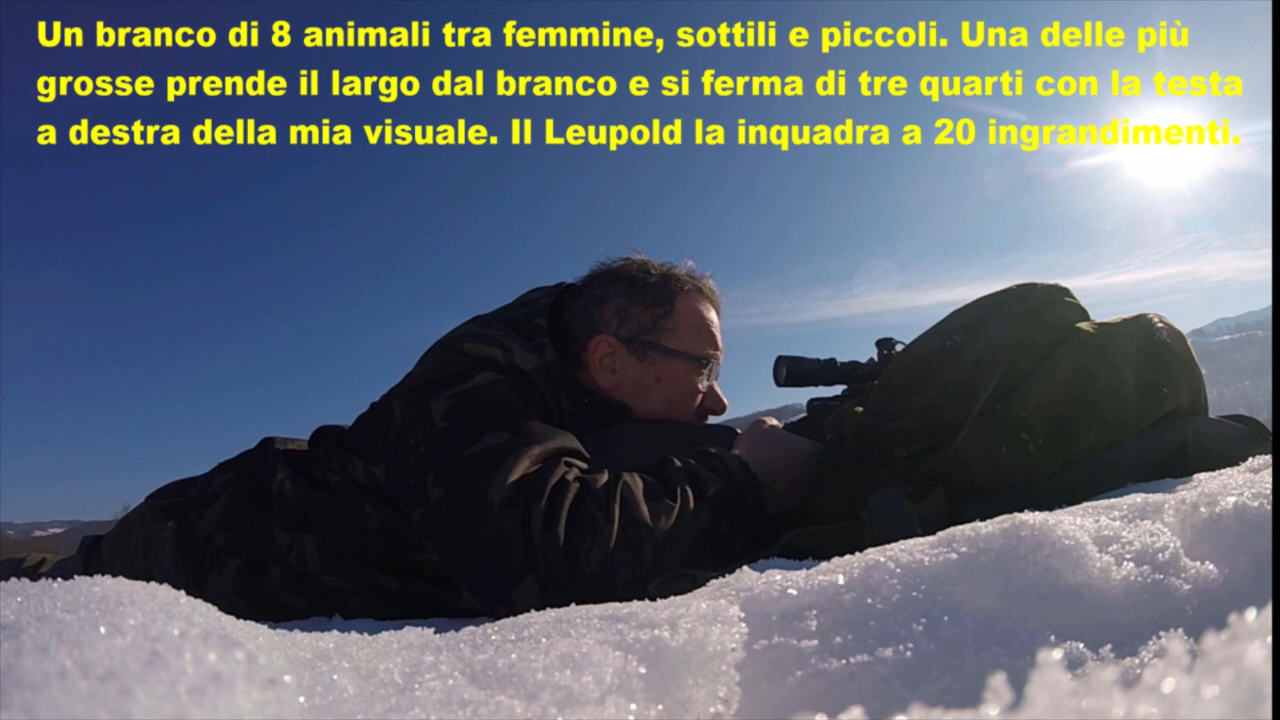 Un branco di 8 animali tra femmine, sottili e piccoli. Una delle più
grosse prende il largo dal branco e si ferma di tre quarti con la testa
a destra della mia visuale. Il Leupold la inquadra a 20 ingrandimenti.